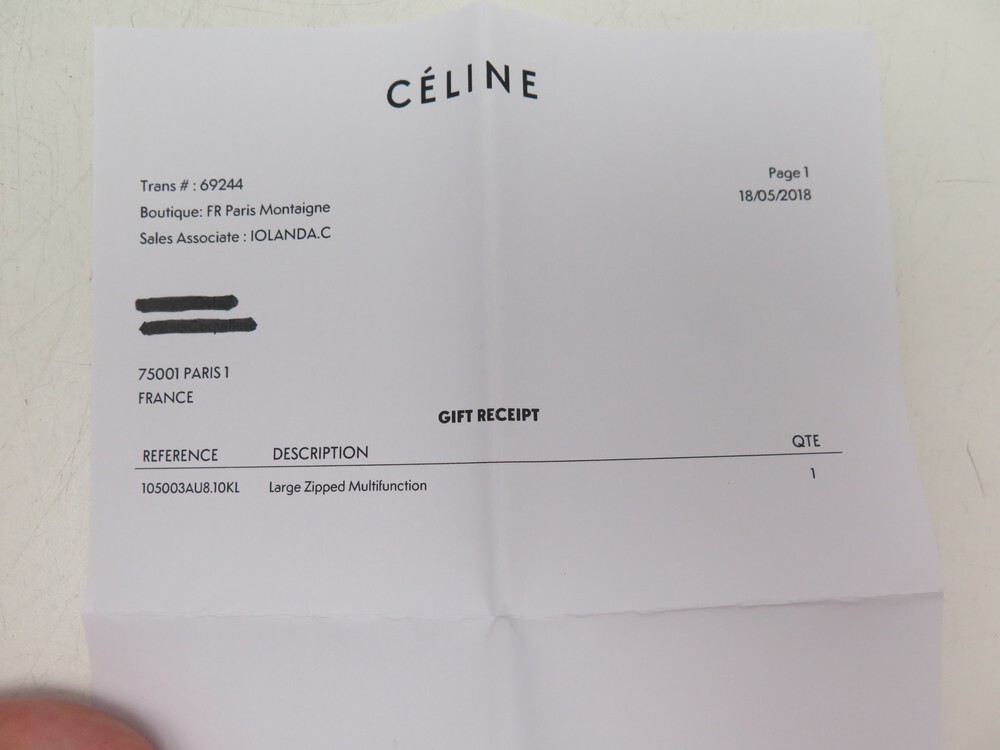 CÉLINE
Trans # : 69244
Boutique: FR Paris Montaigne
Sales Associate : IOLANDA.C
Page 1
18/05/2018
75001 PARIS 1
FRANCE
GIFT RECEIPT
REFERENCE DESCRIPTION QTE
105003AU8.10KL Large Zipped Multifunction 1